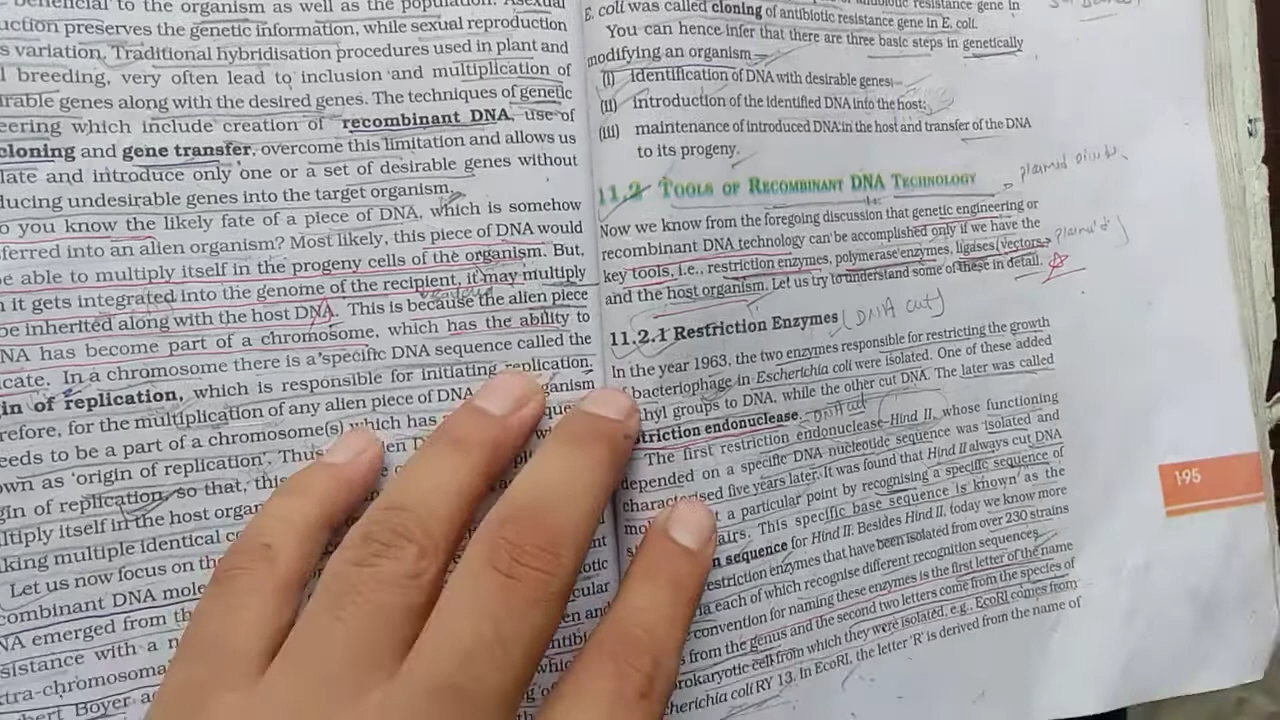 beneficial to the organism as well as the population. Asexual
uction preserves the genetic information, while sexual reproduction
s variation. Traditional hybridisation procedures used in plant and
l breeding, very often lead to inclusion and multiplication of
irable genes along with the desired genes. The techniques of genetic
eering which include creation of recombinant DNA, use of
cloning and gene transfer, overcome this limitation and allows us
late and introduce only one or a set of desirable genes without
ducing undesirable genes into the target organism.
o you know the likely fate of a piece of DNA, which is somehow
sferred into an alien organism? Most likely, this piece of DNA would
be able to multiply itself in the progeny cells of the organism. But,
n it gets integrated into the genome of the recipient, it may multiply
be inherited along with the host DNA. This is because the alien piece
NA has become part of a chromosome, which has the ability to
icate. In a chromosome there is a specific DNA sequence called the
gin of replication, which is responsible for initiating replication.
refore, for the multiplication of any alien piece of DNA organism
eeds to be a part of a chromosome(s) which has
own as 'origin of replication'. Thus
gin of replication, so that, this
ltiply itself in the host
king multiple identical
Let us now focus on the
combinant DNA
NA emerged from
sistance with a
xtra-chromosoma
bert Boyer
E. coli was called cloning of antibiotic resistance gene in E. coli.
You can hence infer that there are three basic steps in genetically
modifying an organism —
(i) identification of DNA with desirable genes;
(ii) introduction of the identified DNA into the host;
(iii) maintenance of introduced DNA in the host and transfer of the DNA
to its progeny.
11.2 TOOLS OF RECOMBINANT DNA TECHNOLOGY
Now we know from the foregoing discussion that genetic engineering or
recombinant DNA technology can be accomplished only if we have the
key tools, i.e., restriction enzymes, polymerase enzymes, ligases, vectors
and the host organism. Let us try to understand some of these in detail.
11.2.1 Restriction Enzymes (DNA cut)
In the year 1963, the two enzymes responsible for restricting the growth
of bacteriophage in Escherichia coli were isolated. One of these added
thyl groups to DNA, while the other cut DNA. The later was called
striction endonuclease.
The first restriction endonuclease–Hind II, whose functioning
depended on a specific DNA nucleotide sequence was isolated and
characterised five years later. It was found that Hind II always cut DNA
mol t a particular point by recognising a specific sequence of
s airs. This specific base sequence is known as the
n sequence for Hind II. Besides Hind II, today we know more
estriction enzymes that have been isolated from over 230 strains
ia each of which recognise different recognition sequences.
convention for naming these enzymes is the first letter of the name
s from the genus and the second two letters come from the species of
prokaryotic cell from which they were isolated, e.g., EcoRI comes from
cherichia coli RY 13. In EcoRI, the letter 'R' is derived from the name of
195